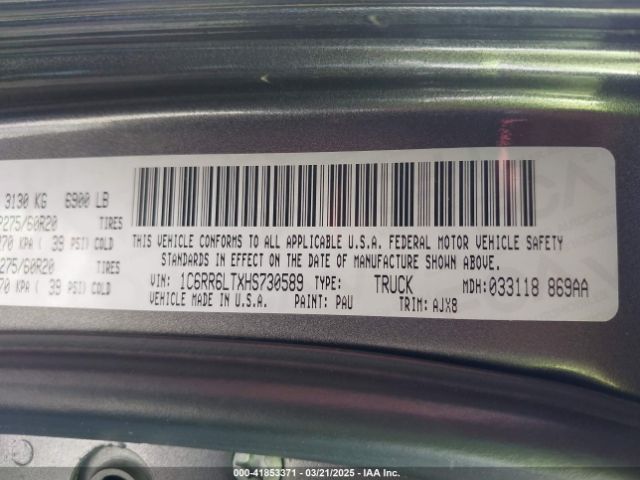 3130 KG 6900 LB
P275/60R20 TIRES
70 KPA ( 39 PSI) COLD
275/60R20 TIRES
70 KPA ( 39 PSI) COLD
THIS VEHICLE CONFORMS TO ALL APPLICABLE U.S.A. FEDERAL MOTOR VEHICLE SAFETY
STANDARDS IN EFFECT ON THE DATE OF MANUFACTURE SHOWN ABOVE.
VIN: 1C6RR6LTXHS730589 TYPE: TRUCK MDH: 033118 869AA
VEHICLE MADE IN U.S.A. PAINT: PAU TRIM: AJX8
00-41853371 | 03/21/2025 - IAA Inc.